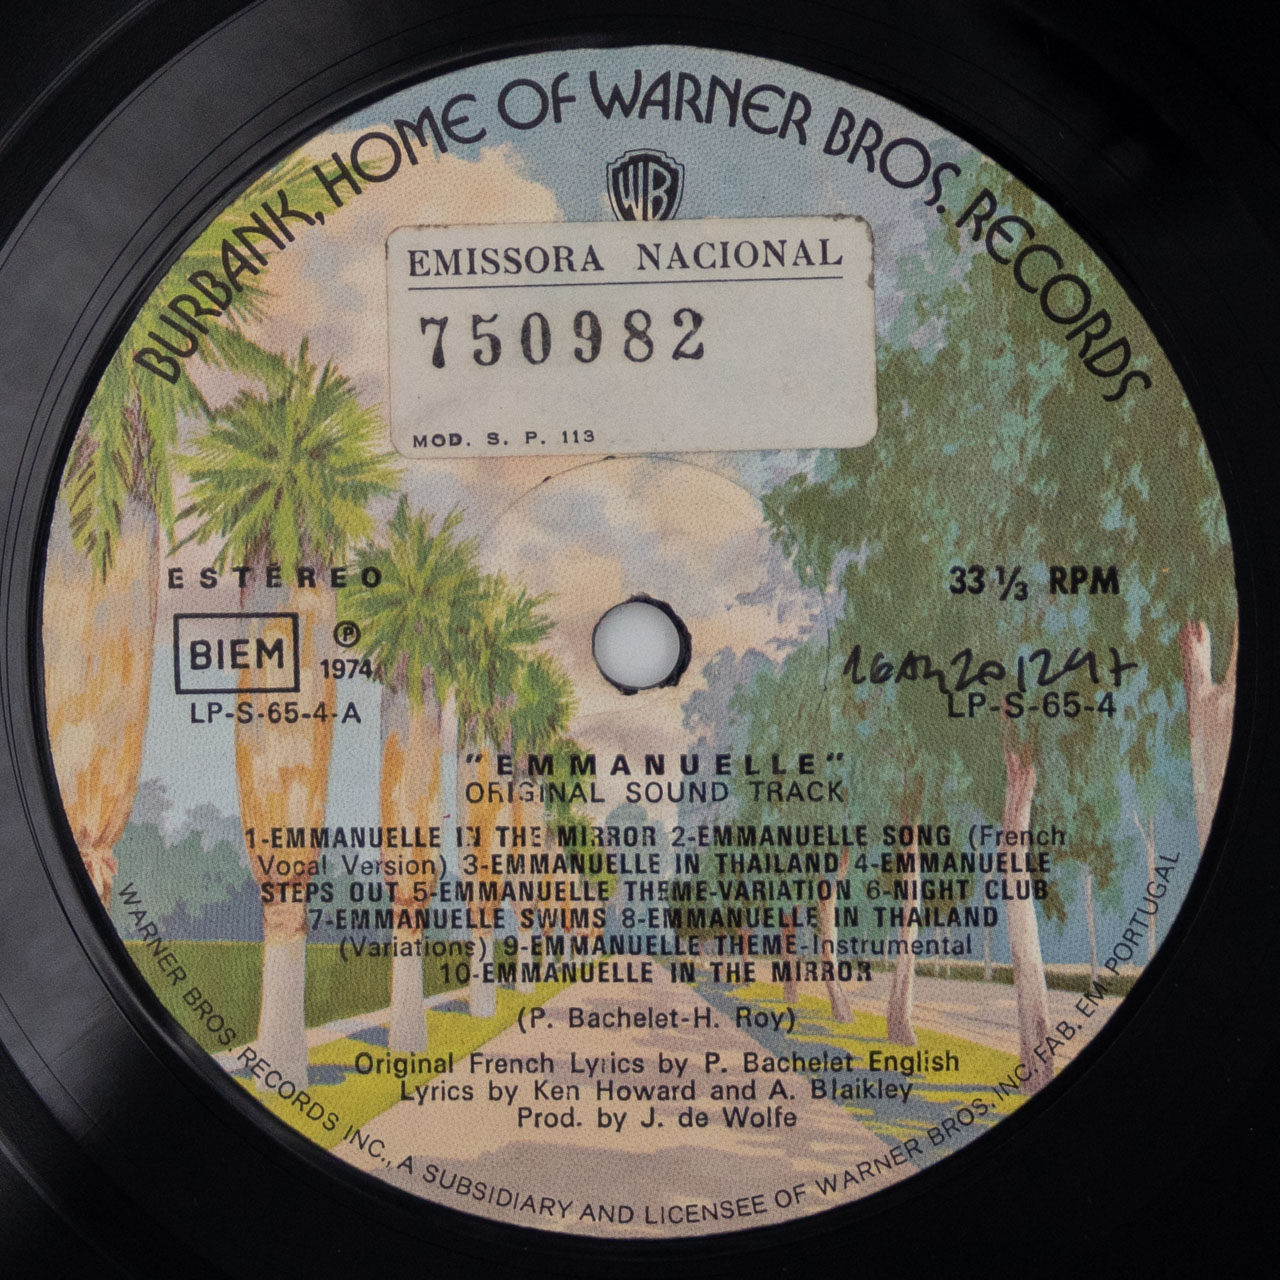 BURBANK, HOME OF WARNER BROS. RECORDS
WB
EMISSORA NACIONAL
750982
MOD. S. P. 113
ESTÉREO
33 1/3 RPM
BIEM
℗
1974
LP-S-65-4-A
LP-S-65-4
"EMMANUELLE"
ORIGINAL SOUND TRACK
1-EMMANUELLE IN THE MIRROR 2-EMMANUELLE SONG (French
Vocal Version) 3-EMMANUELLE IN THAILAND 4-EMMANUELLE
STEPS OUT 5-EMMANUELLE THEME-VARIATION 6-NIGHT CLUB
7-EMMANUELLE SWIMS 8-EMMANUELLE IN THAILAND
(Variations) 9-EMMANUELLE THEME-Instrumental
10-EMMANUELLE IN THE MIRROR
(P. Bachelet-H. Roy)
Original French Lyrics by P. Bachelet English
Lyrics by Ken Howard and A. Blaikley
Prod. by J. de Wolfe
WARNER BROS. RECORDS INC., A SUBSIDIARY AND LICENSEE OF WARNER BROS. INC. FAB. EM. PORTUGAL